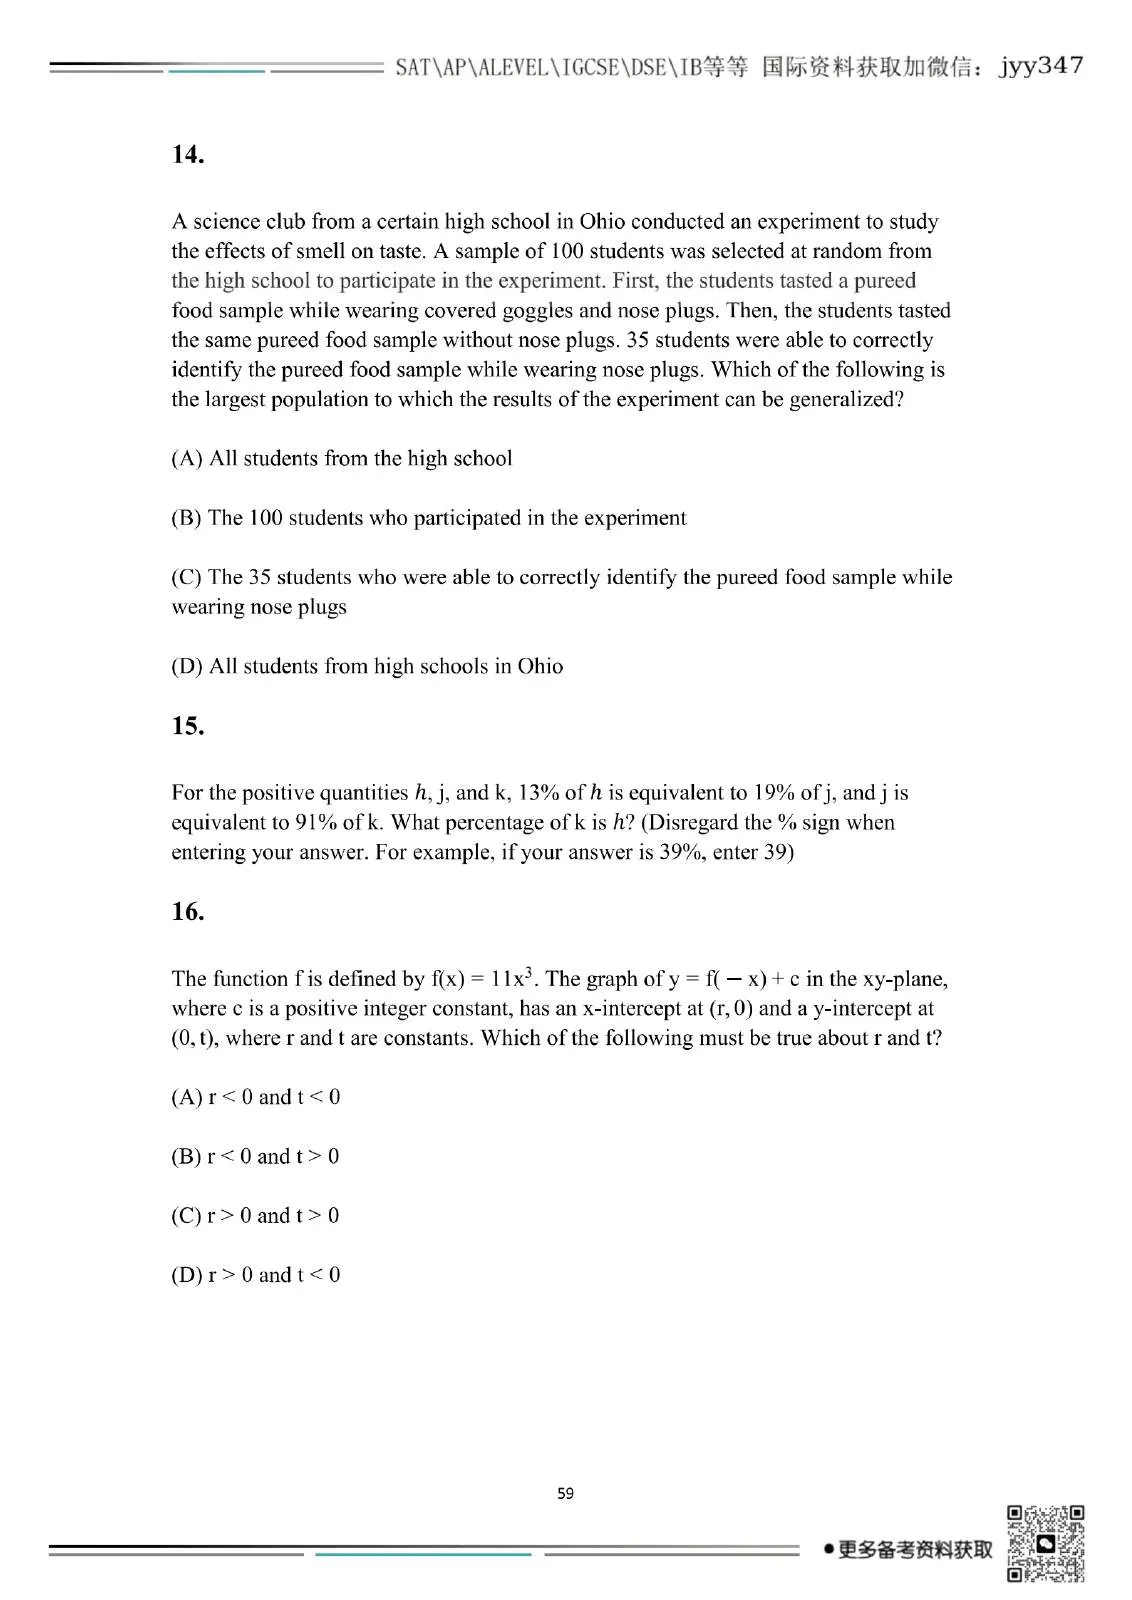 SAT\AP\ALEVEL\IGCSE\DSE\IB等等 国际资料获取加微信：jyy347
14.
A science club from a certain high school in Ohio conducted an experiment to study
the effects of smell on taste. A sample of 100 students was selected at random from
the high school to participate in the experiment. First, the students tasted a pureed
food sample while wearing covered goggles and nose plugs. Then, the students tasted
the same pureed food sample without nose plugs. 35 students were able to correctly
identify the pureed food sample while wearing nose plugs. Which of the following is
the largest population to which the results of the experiment can be generalized?
(A) All students from the high school
(B) The 100 students who participated in the experiment
(C) The 35 students who were able to correctly identify the pureed food sample while
wearing nose plugs
(D) All students from high schools in Ohio
15.
For the positive quantities h, j, and k, 13% of h is equivalent to 19% of j, and j is
equivalent to 91% of k. What percentage of k is h? (Disregard the % sign when
entering your answer. For example, if your answer is 39%, enter 39)
16.
The function f is defined by f(x) = 11x³. The graph of y = f( − x) + c in the xy-plane,
where c is a positive integer constant, has an x-intercept at (r, 0) and a y-intercept at
(0, t), where r and t are constants. Which of the following must be true about r and t?
(A) r < 0 and t < 0
(B) r < 0 and t > 0
(C) r > 0 and t > 0
(D) r > 0 and t < 0
59
●更多备考资料获取